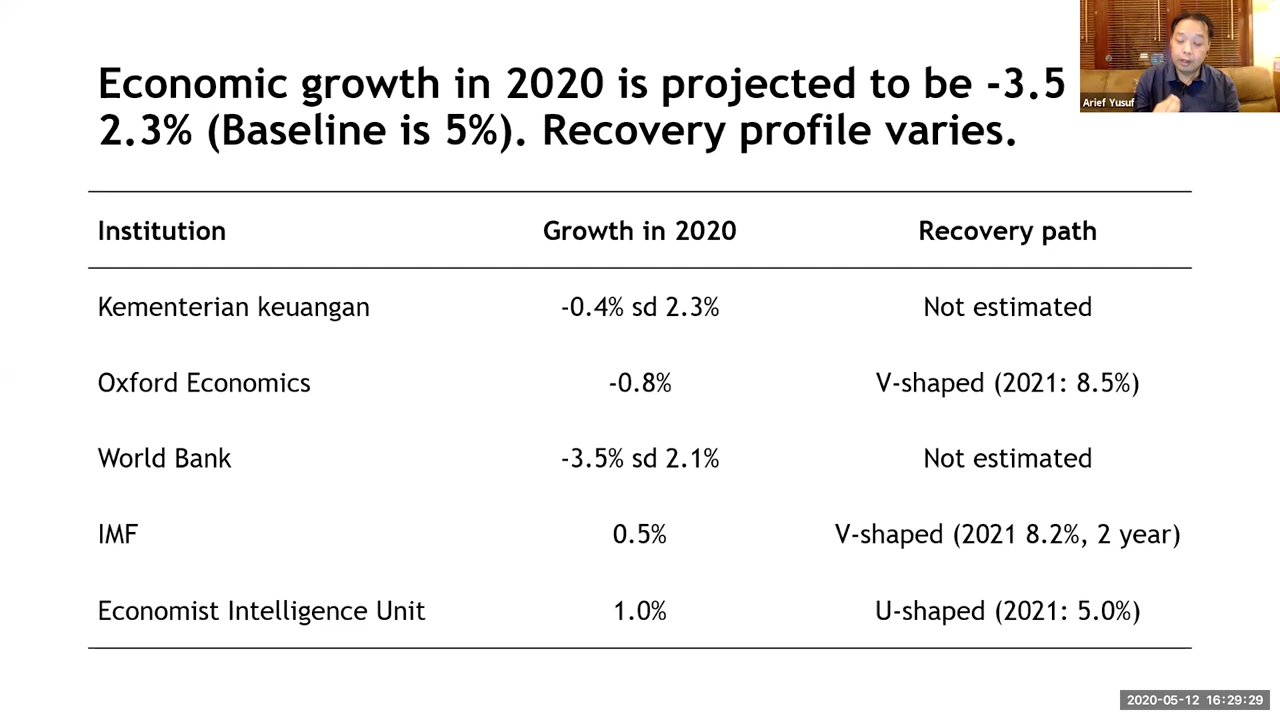 Economic growth in 2020 is projected to be -3.5
2.3% (Baseline is 5%). Recovery profile varies.
Arief Yusuf
Institution Growth in 2020 Recovery path
Kementerian keuangan -0.4% sd 2.3% Not estimated
Oxford Economics -0.8% V-shaped (2021: 8.5%)
World Bank -3.5% sd 2.1% Not estimated
IMF 0.5% V-shaped (2021 8.2%, 2 year)
Economist Intelligence Unit 1.0% U-shaped (2021: 5.0%)
2020-05-12 16:29:29